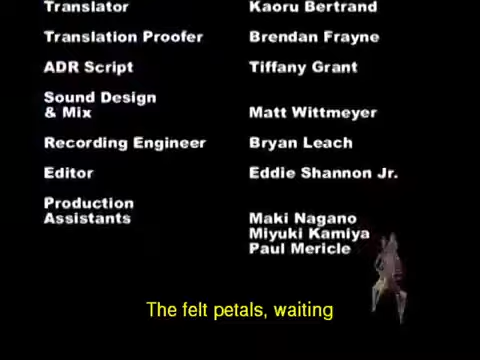 Translator Kaoru Bertrand
Translation Proofer Brendan Frayne
ADR Script Tiffany Grant
Sound Design
& Mix Matt Wittmeyer
Recording Engineer Bryan Leach
Editor Eddie Shannon Jr.
Production
Assistants Maki Nagano
Miyuki Kamiya
Paul Mericle
The felt petals, waiting